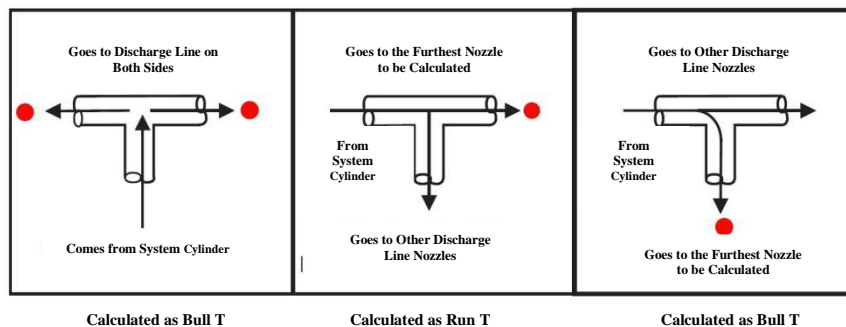 Goes to Discharge Line on
Both Sides
Comes from System Cylinder
Goes to the Furthest Nozzle
to be Calculated
From
System
Cylinder
Goes to Other Discharge
Line Nozzles
Goes to Other Discharge
Line Nozzles
From
System
Cylinder
Goes to the Furthest Nozzle
to be Calculated
Calculated as Bull T
Calculated as Run T
Calculated as Bull T